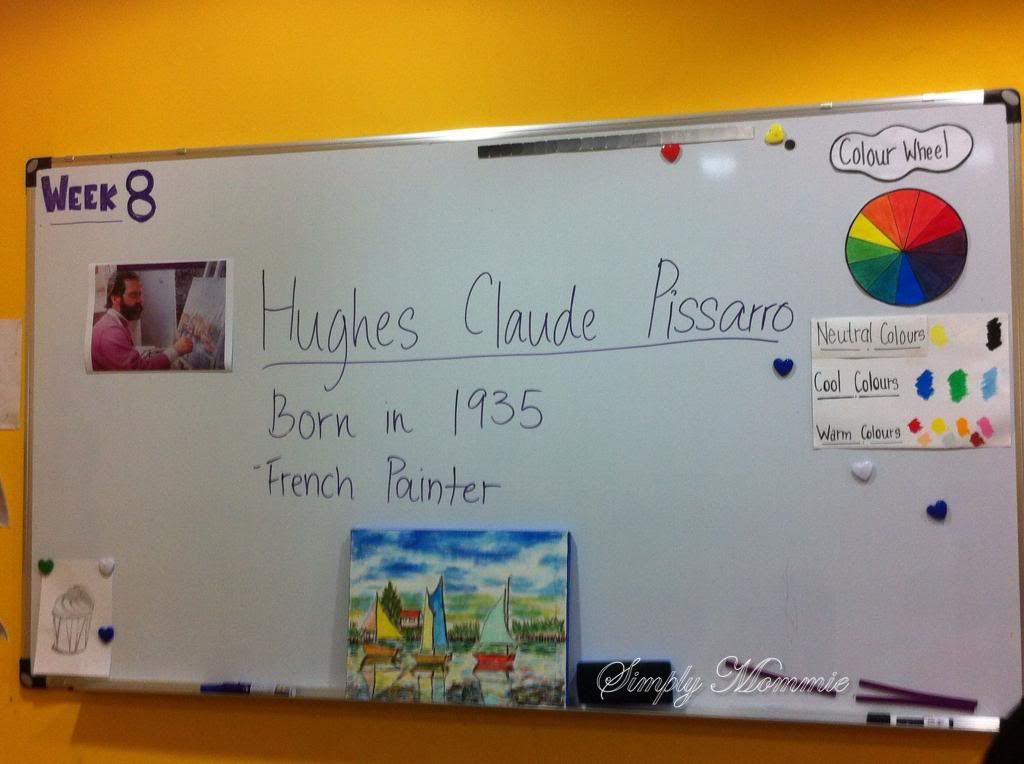 WEEK 8
Colour Wheel
Hughes Claude Pissarro
Born in 1935
-French Painter
Neutral Colours
Cool Colours
Warm Colours
Simply Mommie